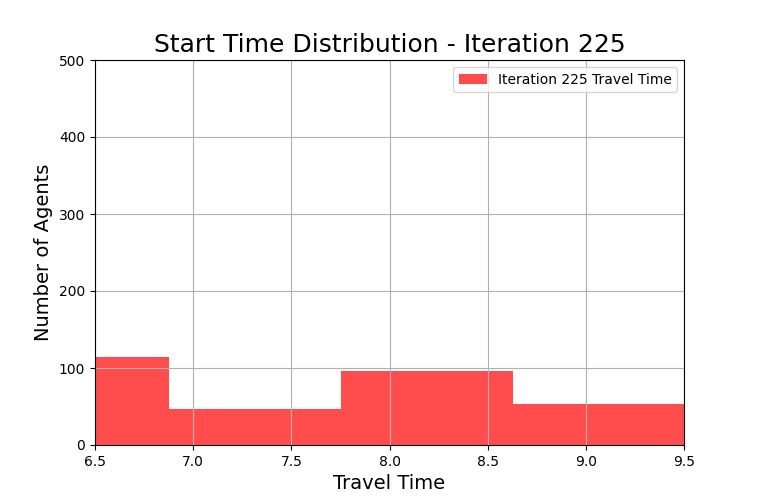 Start Time Distribution - Iteration 225
Iteration 225 Travel Time
Number of Agents
500
400
300
200
100
0
6.5 7.0 7.5 8.0 8.5 9.0 9.5
Travel Time